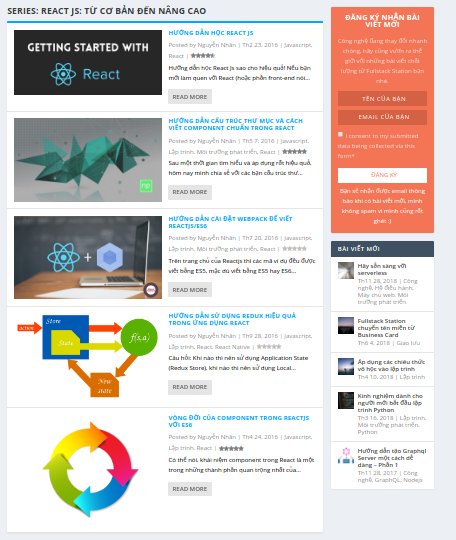 SERIES: REACT JS: TỪ CƠ BẢN ĐẾN NÂNG CAO
GETTING STARTED WITH
React
HƯỚNG DẪN HỌC REACT JS
Posted by Nguyễn Nhân | Th2 23, 2016 | Javascript,
React |
Hướng dẫn học React Js sao cho hiệu quả! Nếu bạn
mới làm quen với React (hoặc phần front-end nói...
READ MORE
HƯỚNG DẪN CẤU TRÚC THƯ MỤC VÀ CÁCH
VIẾT COMPONENT CHUẨN TRONG REACT
Posted by Nguyễn Nhân | Th5 7, 2016 | Javascript,
Lập trình, Môi trường phát triển, React |
Sau một thời gian tìm hiểu và áp dụng rất hiệu quả,
hôm nay mình chia sẻ với các bạn cấu trúc thư...
READ MORE
HƯỚNG DẪN CÀI ĐẶT WEBPACK ĐỂ VIẾT
REACTJS/ES6
Posted by Nguyễn Nhân | Th7 20, 2016 | Javascript,
Lập trình, Môi trường phát triển, React |
Trên trang chủ của Reactjs thì các mã ví dụ đều được
viết bằng ES5, mặc dù viết bằng ES5 hay ES6...
READ MORE
Store
action
State
f(s,a)
New
state
HƯỚNG DẪN SỬ DỤNG REDUX HIỆU QUẢ
TRONG ỨNG DỤNG REACT
Posted by Nguyễn Nhân | Th9 28, 2016 | Javascript,
Lập trình, React, React Native |
Câu hỏi: Khi nào thì nên sử dụng Application State
(Redux Store), khi nào nên sử dụng Local...
READ MORE
VÒNG ĐỜI CỦA COMPONENT TRONG REACTJS
VỚI ES6
Posted by Nguyễn Nhân | Th4 24, 2016 | Javascript,
Lập trình, React |
Có thể nói, khái niệm component trong React là một
trong những thành phần quan trọng nhất của...
READ MORE
ĐĂNG KÝ NHẬN BÀI
VIẾT MỚI
Công nghệ đang thay đổi nhanh
chóng, hãy cùng vươn ra thế
giới với những bài viết chất
lượng từ Fullstack Station bạn
nhé.
TÊN CỦA BẠN
EMAIL CỦA BẠN
I consent to my submitted
data being collected via this
form*
ĐĂNG KÝ
Bạn sẽ nhận được email thông
báo khi có bài viết mới, mình
không spam vì mình cũng rất
ghét :)
BÀI VIẾT MỚI
Hãy sẵn sàng với
serverless
Th11 28, 2018 | Công
nghệ, Hệ điều hành,
Máy chủ web, Môi
trường phát triển
Fullstack Station
chuyển tên miền từ
Business Card
Th6 4, 2018 | Giao lưu
Áp dụng các chiêu thức
võ học vào lập trình
Th4 10, 2018 | Lập trình
Kinh nghiệm dành cho
người mới bắt đầu lập
trình Python
Th3 16, 2018 | Lập trình,
Môi trường phát triển,
Python
Hướng dẫn tạo Graphql
Server một cách dễ
dàng – Phần 1
Th11 28, 2017 | Công
nghệ, GraphQL, Nodejs